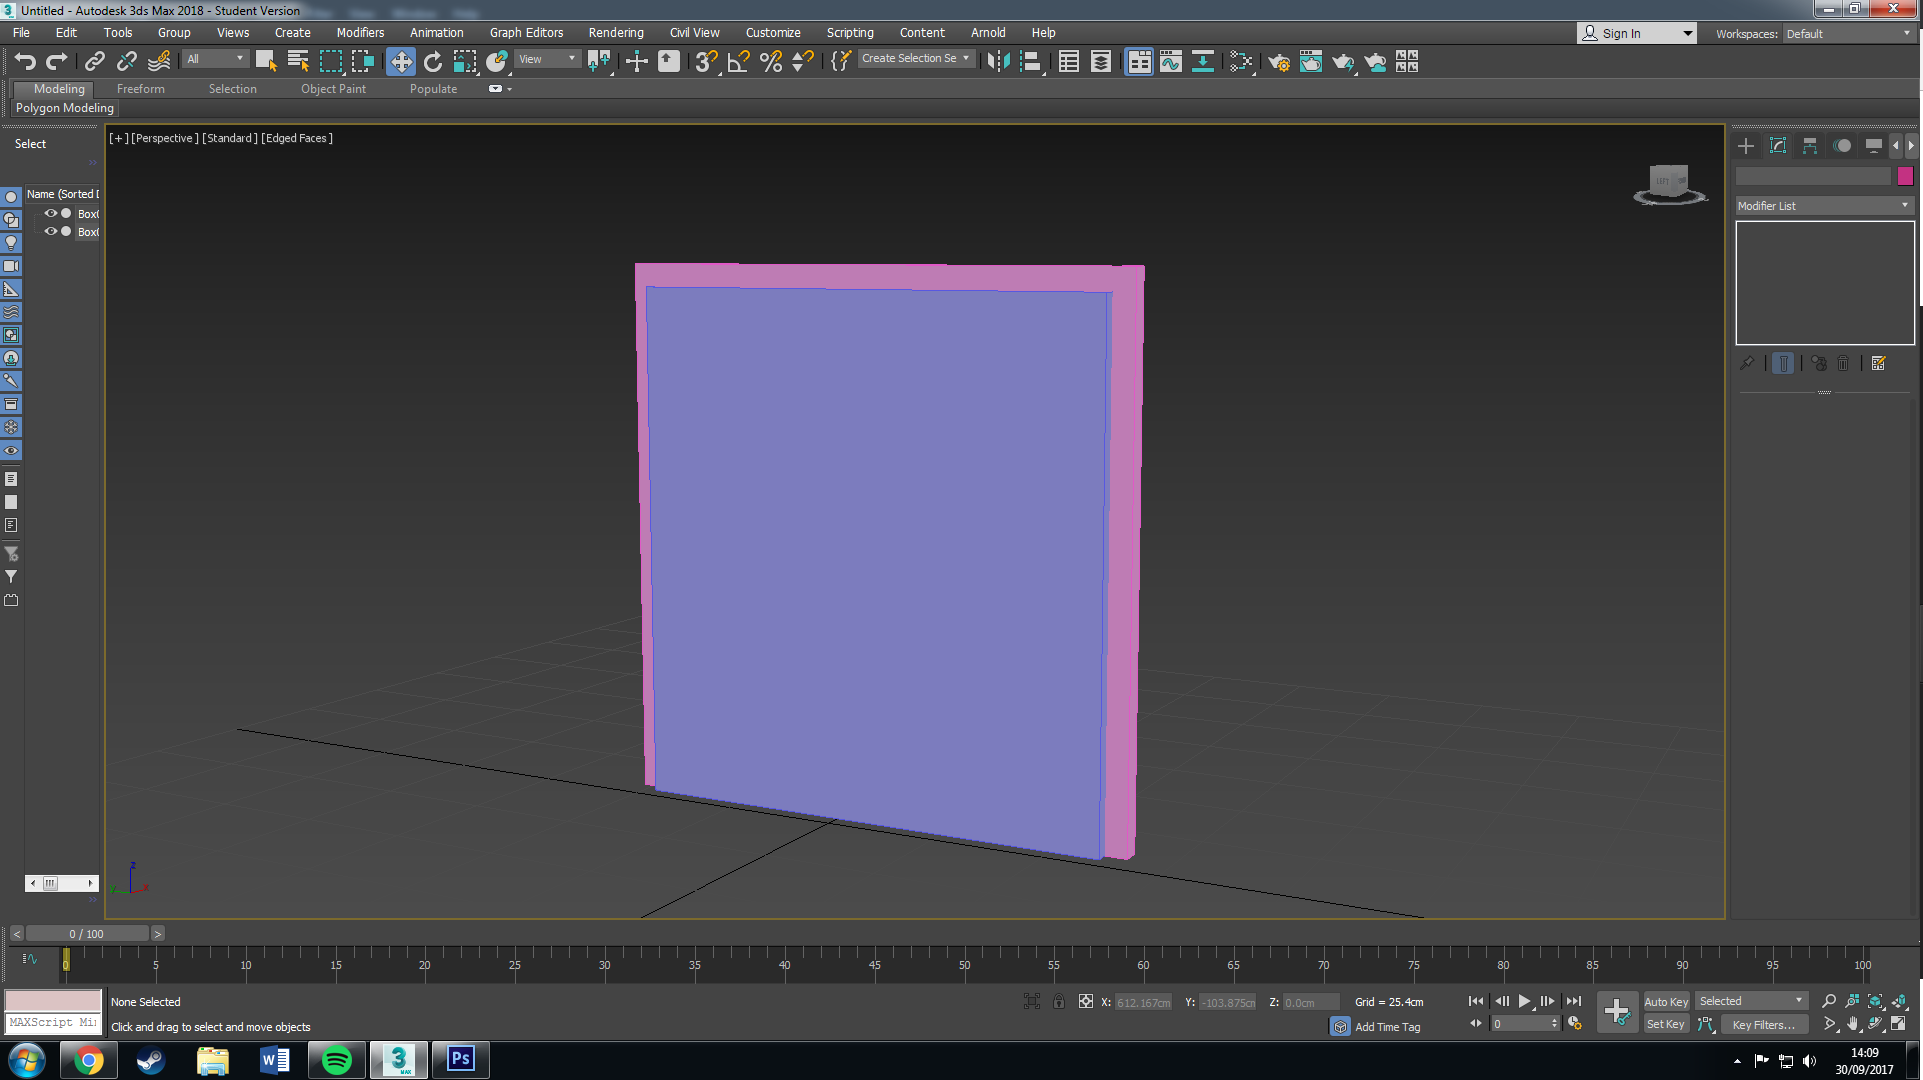 Untitled - Autodesk 3ds Max 2018 - Student Version
File Edit Tools Group Views Create Modifiers Animation Graph Editors Rendering Civil View Customize Scripting Content Arnold Help
Sign In
Workspaces: Default
All
View
Create Selection Se
Modeling Freeform Selection Object Paint Populate
Polygon Modeling
Select
[+] [Perspective] [Standard] [Edged Faces]
Name (Sorted
Box
Box
LEFT
Modifier List
z
0 / 100
0 5 10 15 20 25 30 35 40 45 50 55 60 65 70 75 80 85 90 95 100
None Selected
X: 612.167cm Y: -103.875cm Z: 0.0cm Grid = 25.4cm
Auto Key Selected
MAXScript Mi
Click and drag to select and move objects
Add Time Tag
0
Set Key Key Filters...
W
3 MAX
Ps
14:09
30/09/2017